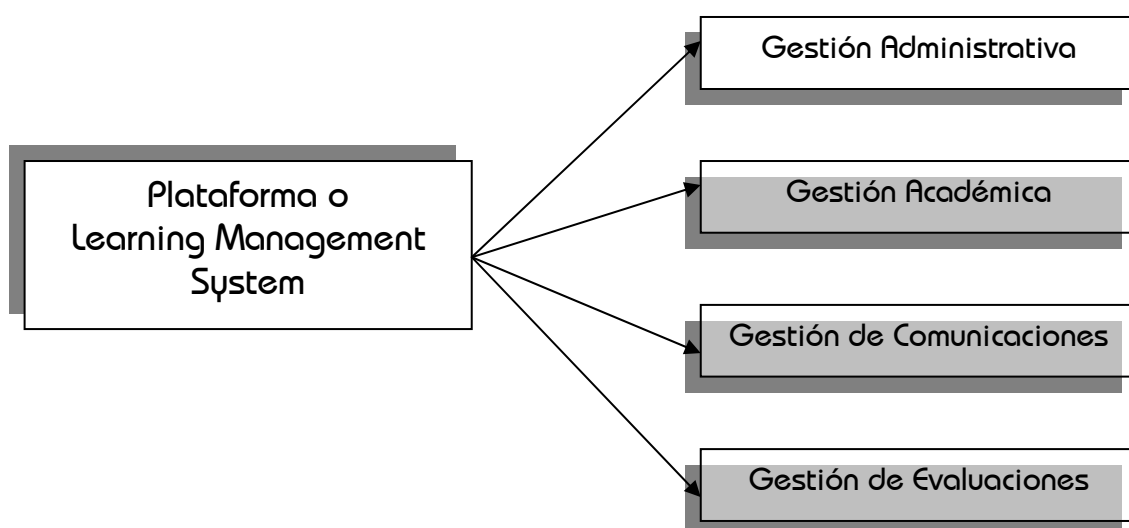 Gestión Administrativa
Plataforma o
Learning Management
System
Gestión Académica
Gestión de Comunicaciones
Gestión de Evaluaciones